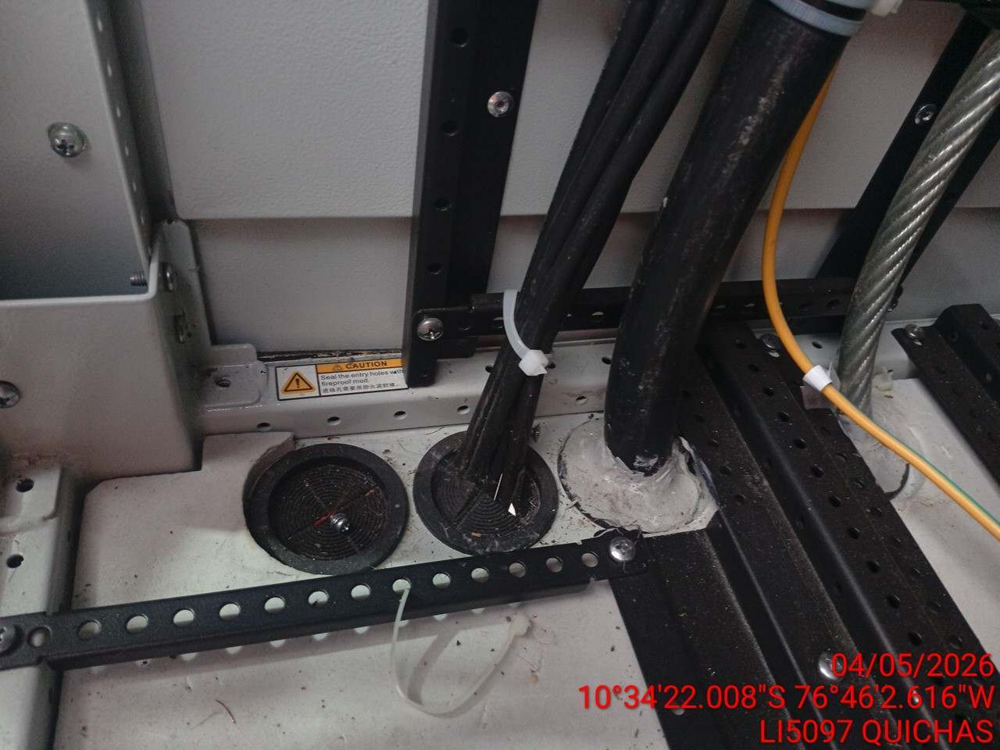 CAUTION
Seal the entry holes with
fireproof mud.
04/05/2026
10°34'22.008"S 76°46'2.616"W
LI5097 QUICHAS